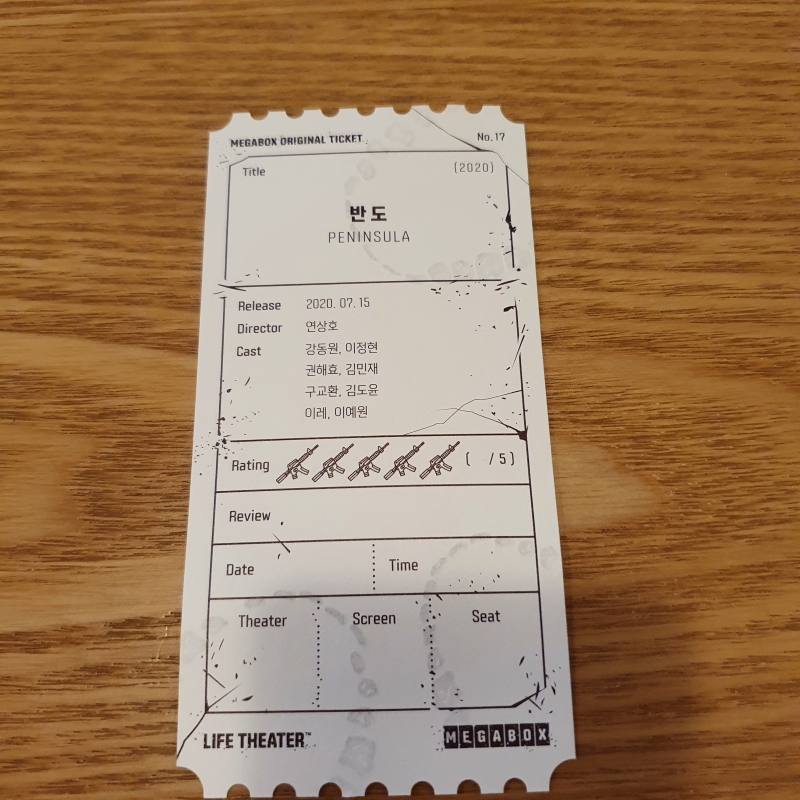 MEGABOX ORIGINAL TICKET. No.17
Title (2020)
반도
PENINSULA
Release 2020. 07. 15
Director 연상호
Cast 강동원, 이정현
권해효, 김민재
구교환, 김도윤
이레, 이예원
Rating ( / 5)
Review
Date Time
Theater Screen Seat
LIFE THEATER™ MEGABOX